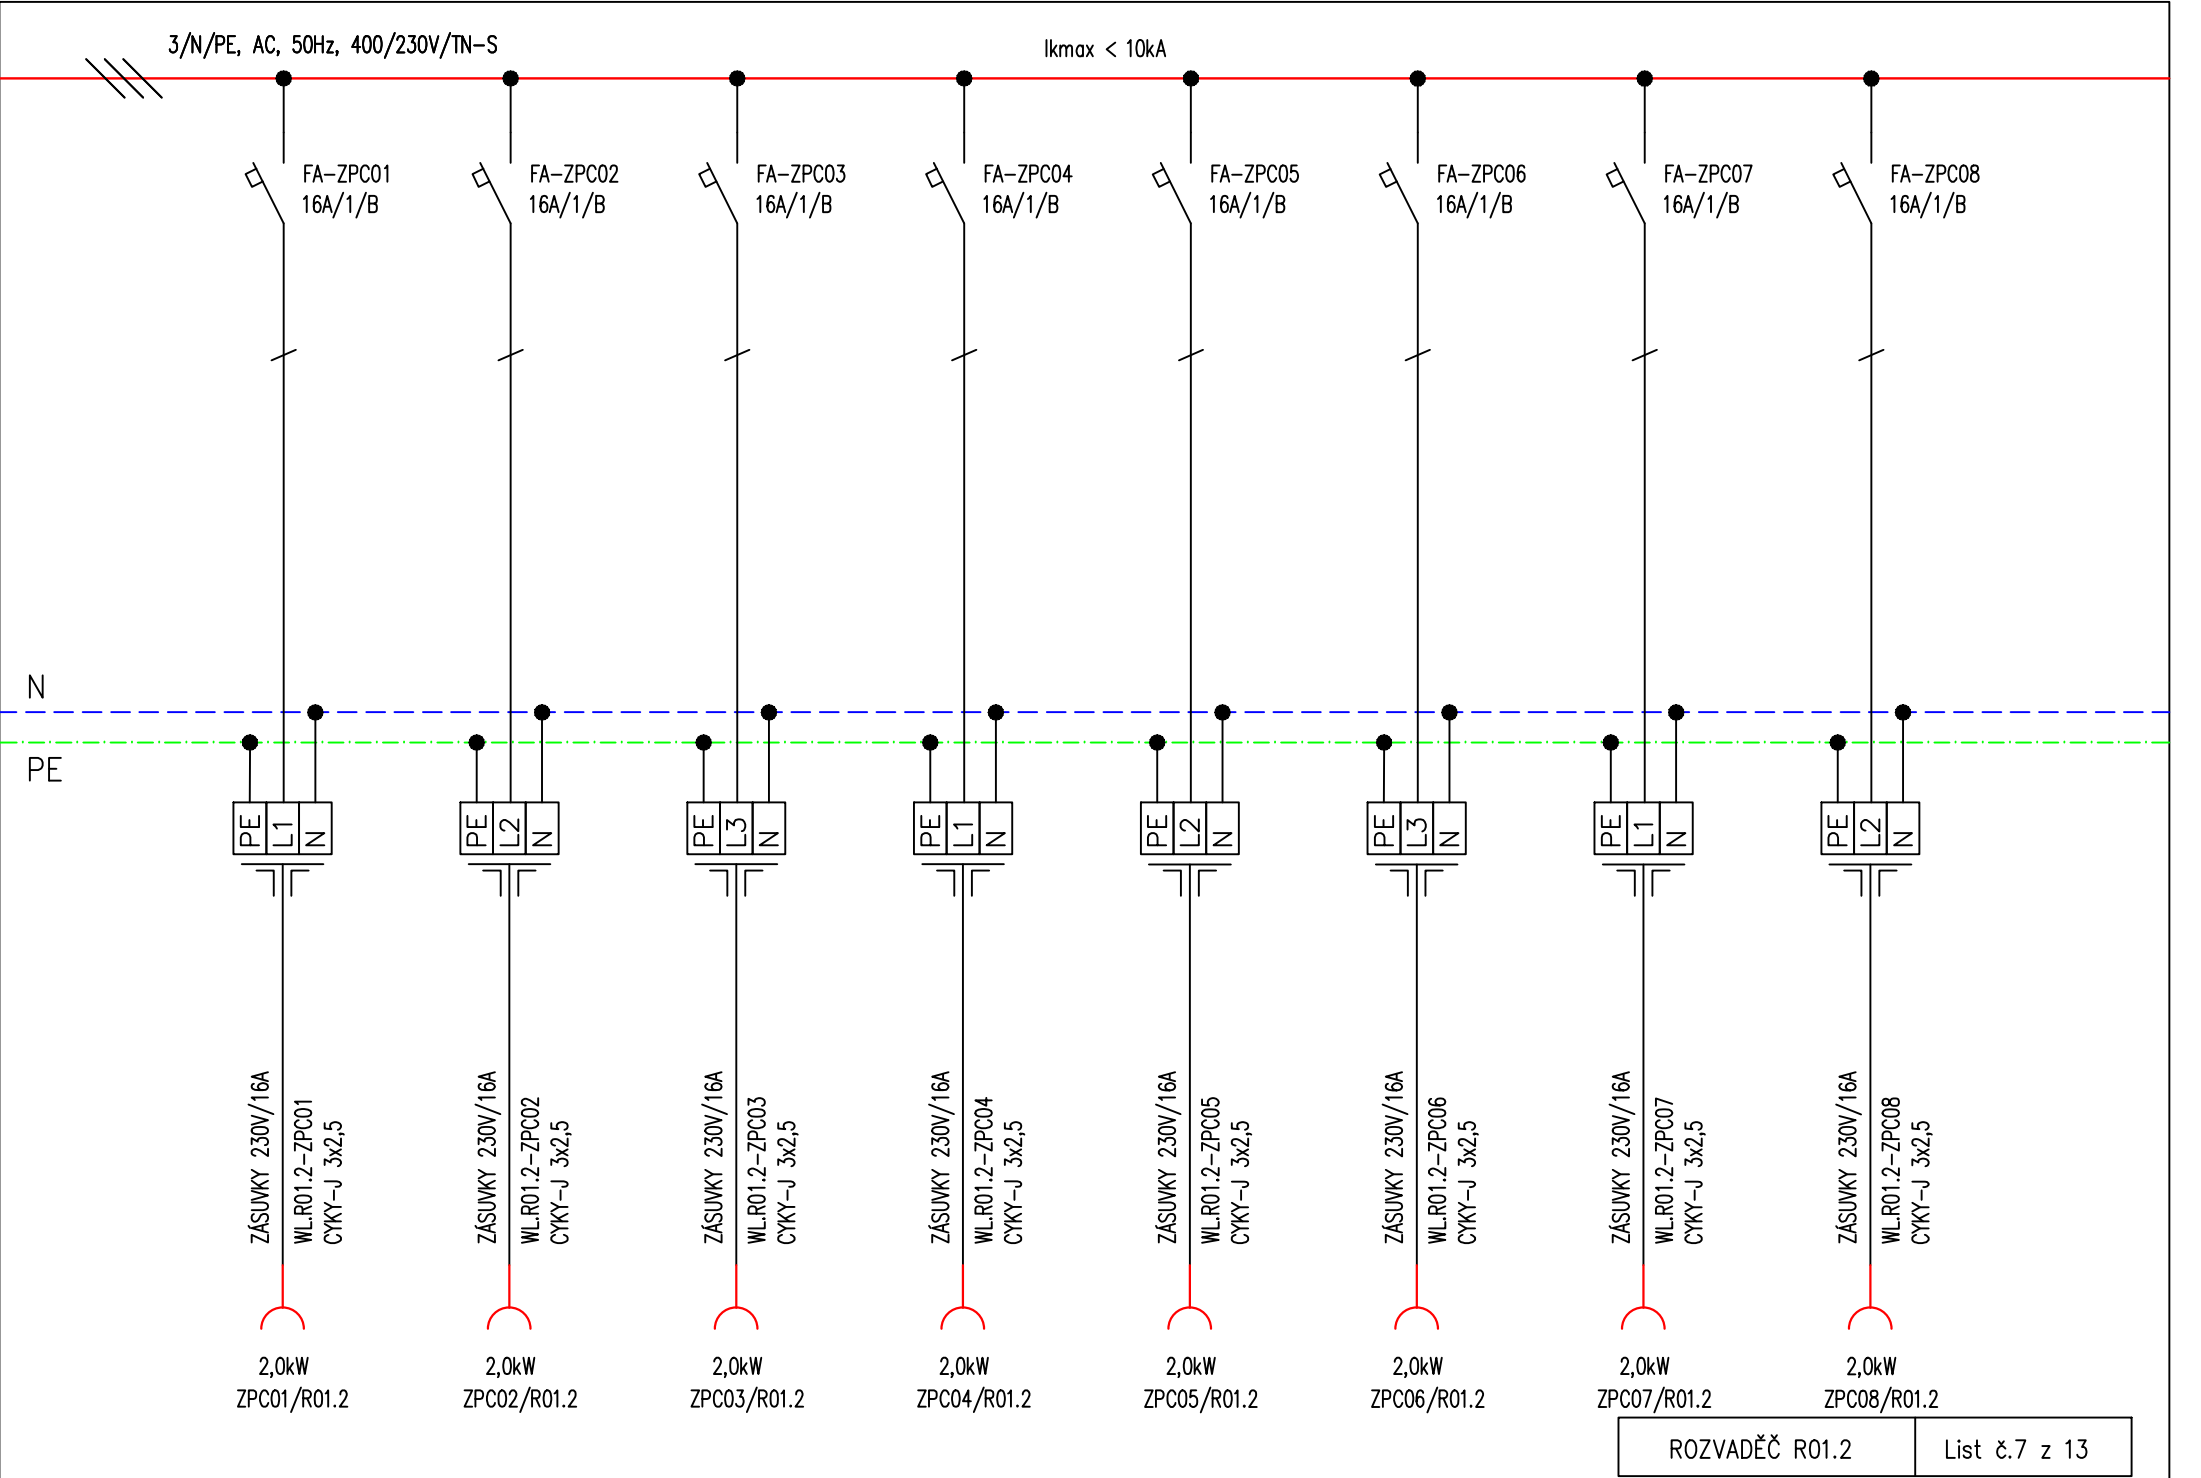 3/N/PE, AC, 50Hz, 400/230V/TN-S
Ikmax < 10kA
FA-ZPC01
16A/1/B
FA-ZPC02
16A/1/B
FA-ZPC03
16A/1/B
FA-ZPC04
16A/1/B
FA-ZPC05
16A/1/B
FA-ZPC06
16A/1/B
FA-ZPC07
16A/1/B
FA-ZPC08
16A/1/B
N
PE
PE L1 N
PE L2 N
PE L3 N
PE L1 N
PE L2 N
PE L3 N
PE L1 N
PE L2 N
ZÁSUVKY 230V/16A
WL.R01.2-ZPC01
CYKY-J 3x2,5
ZÁSUVKY 230V/16A
WL.R01.2-ZPC02
CYKY-J 3x2,5
ZÁSUVKY 230V/16A
WL.R01.2-ZPC03
CYKY-J 3x2,5
ZÁSUVKY 230V/16A
WL.R01.2-ZPC04
CYKY-J 3x2,5
ZÁSUVKY 230V/16A
WL.R01.2-ZPC05
CYKY-J 3x2,5
ZÁSUVKY 230V/16A
WL.R01.2-ZPC06
CYKY-J 3x2,5
ZÁSUVKY 230V/16A
WL.R01.2-ZPC07
CYKY-J 3x2,5
ZÁSUVKY 230V/16A
WL.R01.2-ZPC08
CYKY-J 3x2,5
2,0kW
ZPC01/R01.2
2,0kW
ZPC02/R01.2
2,0kW
ZPC03/R01.2
2,0kW
ZPC04/R01.2
2,0kW
ZPC05/R01.2
2,0kW
ZPC06/R01.2
2,0kW
ZPC07/R01.2
2,0kW
ZPC08/R01.2
ROZVADĚČ R01.2
List č.7 z 13